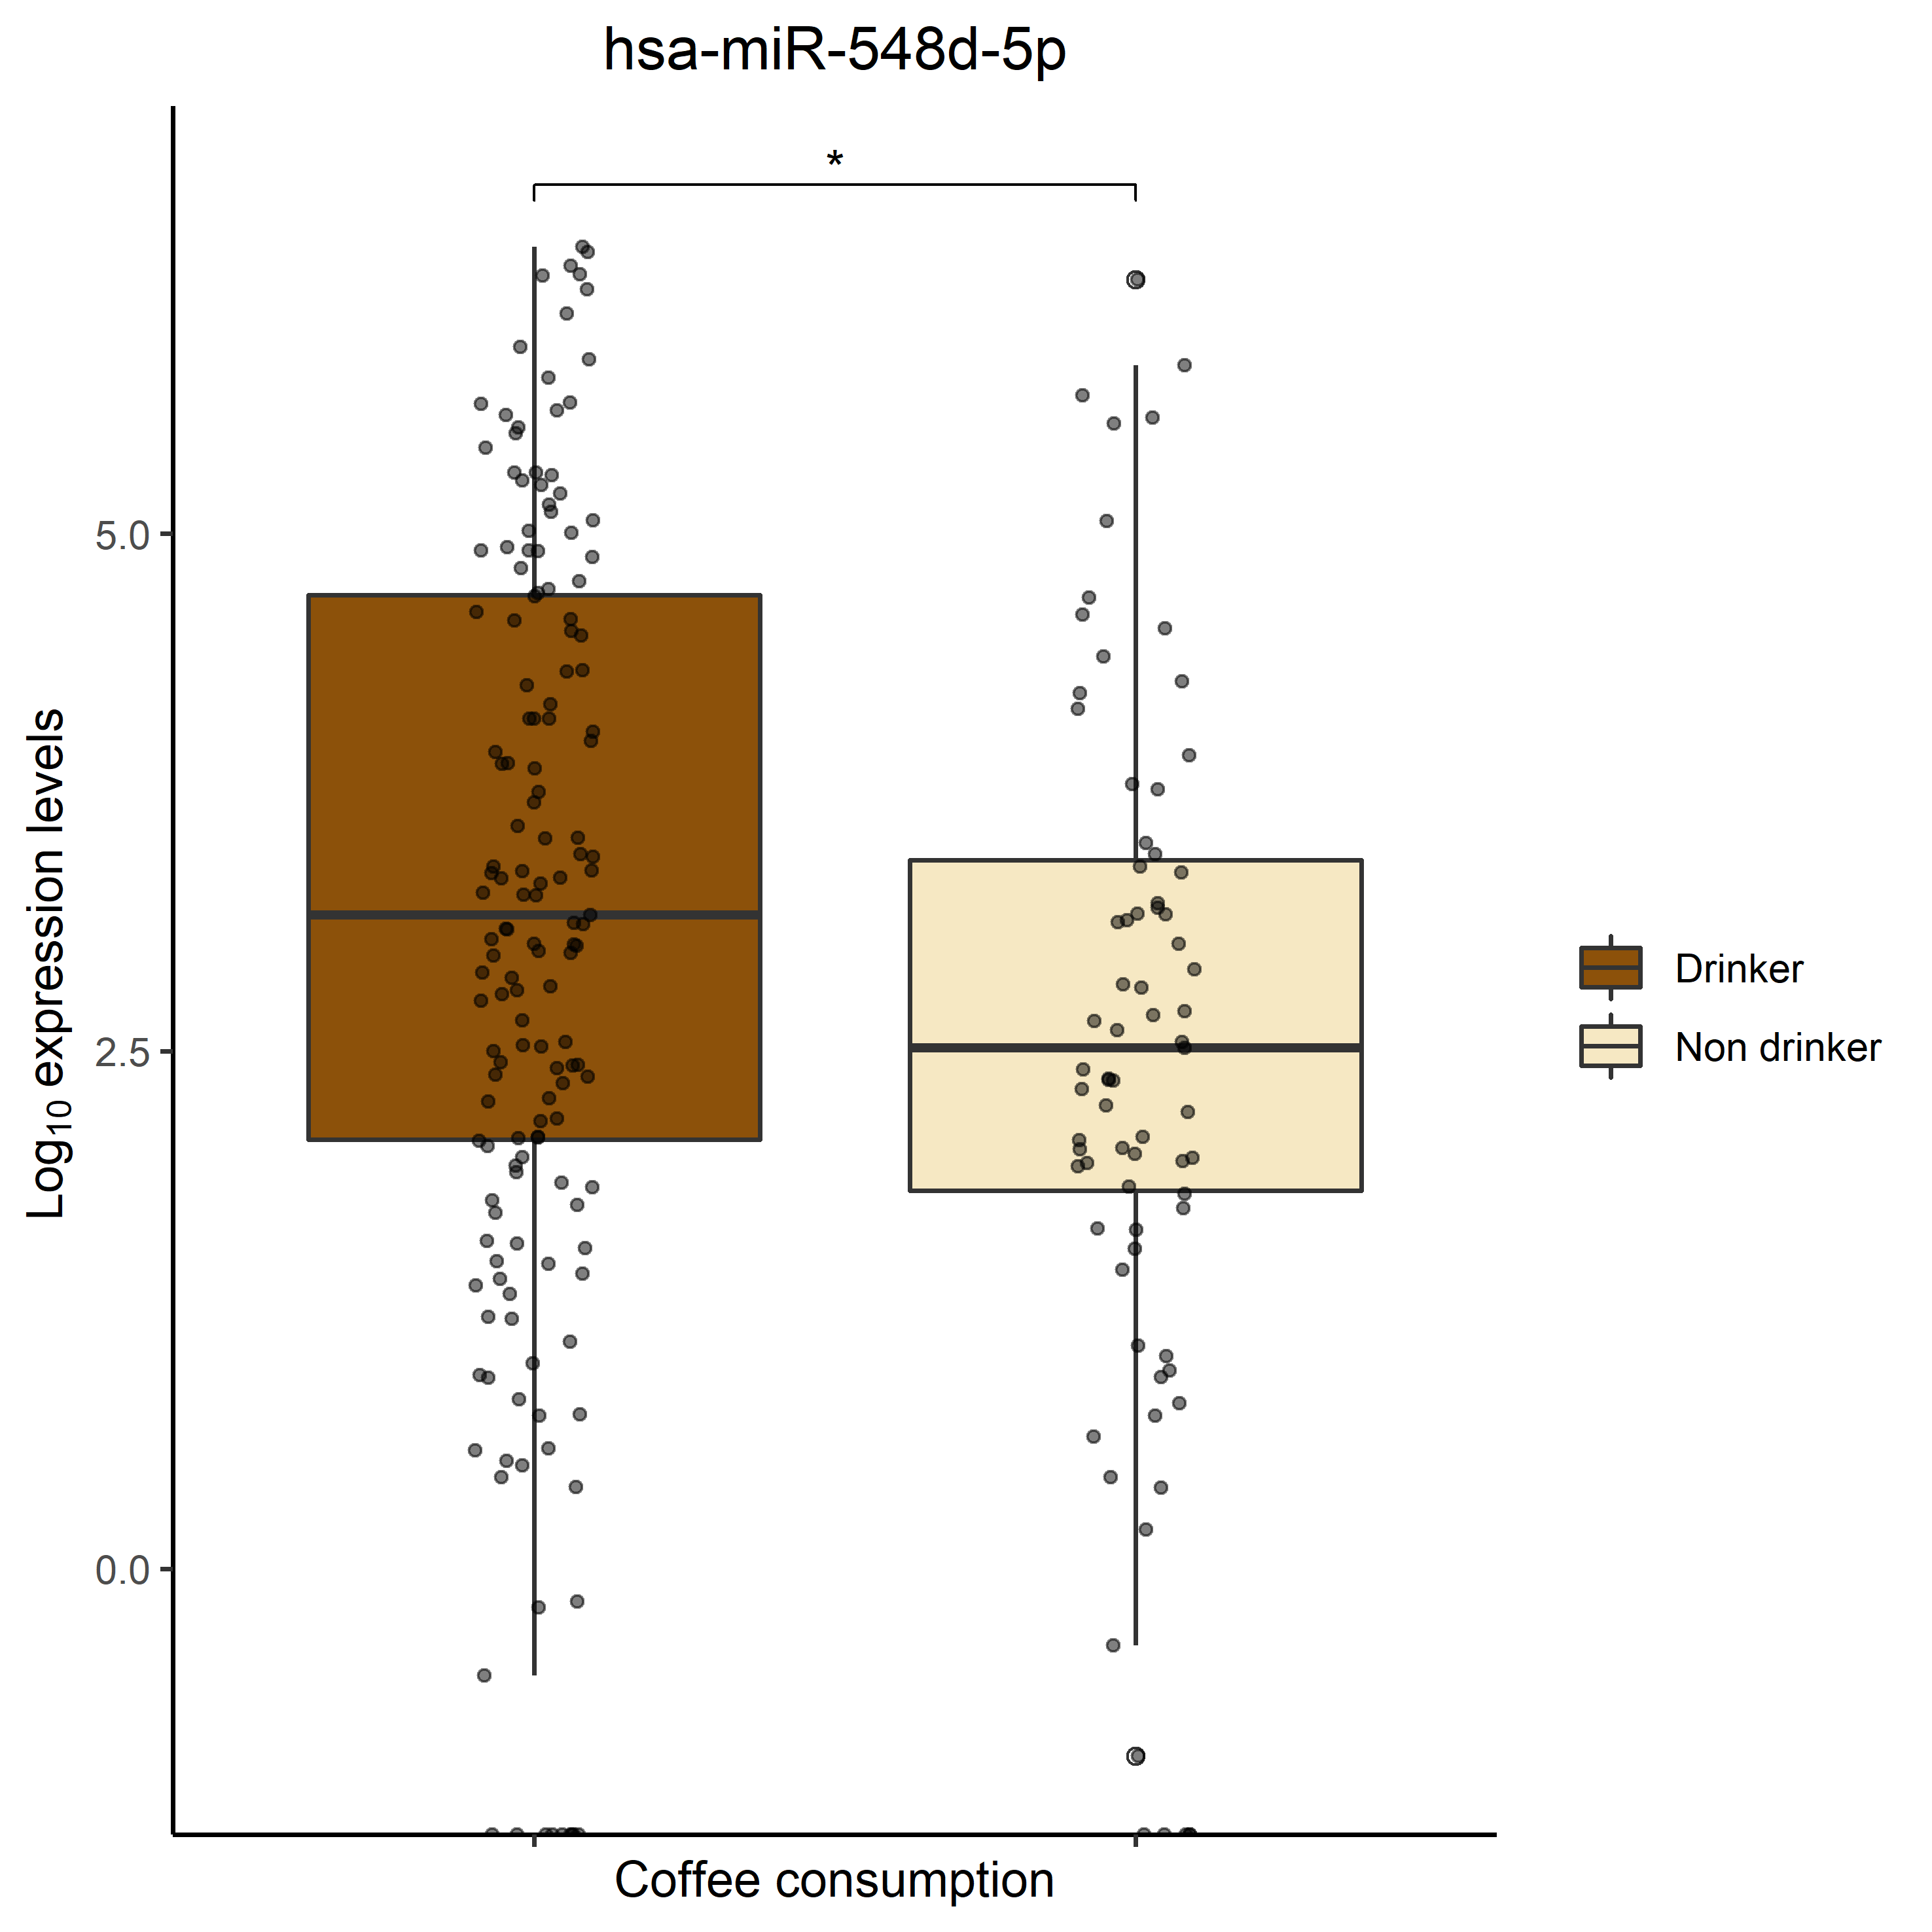 hsa-miR-548d-5p
*
5.0
2.5
0.0
Log10 expression levels
Coffee consumption
Drinker
Non drinker